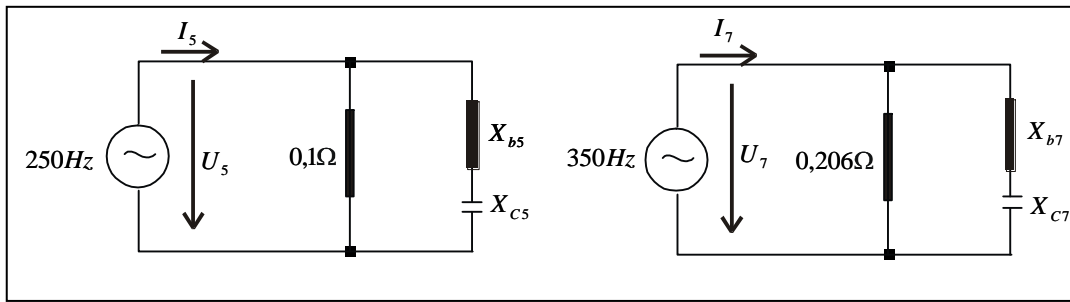 I5
250Hz
U5
0,1Ω
Xb5
XC5
I7
350Hz
U7
0,206Ω
Xb7
XC7